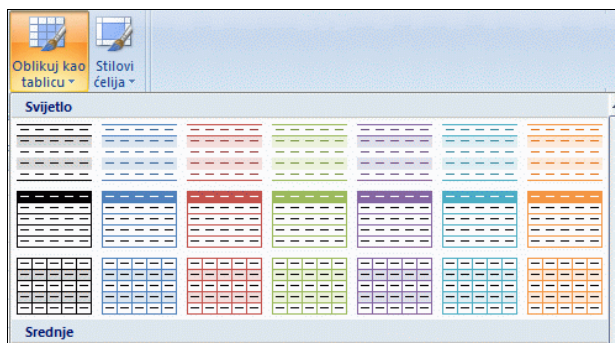 Oblikuj kao
tablicu
Stilovi
ćelija
Svijetlo
Srednje